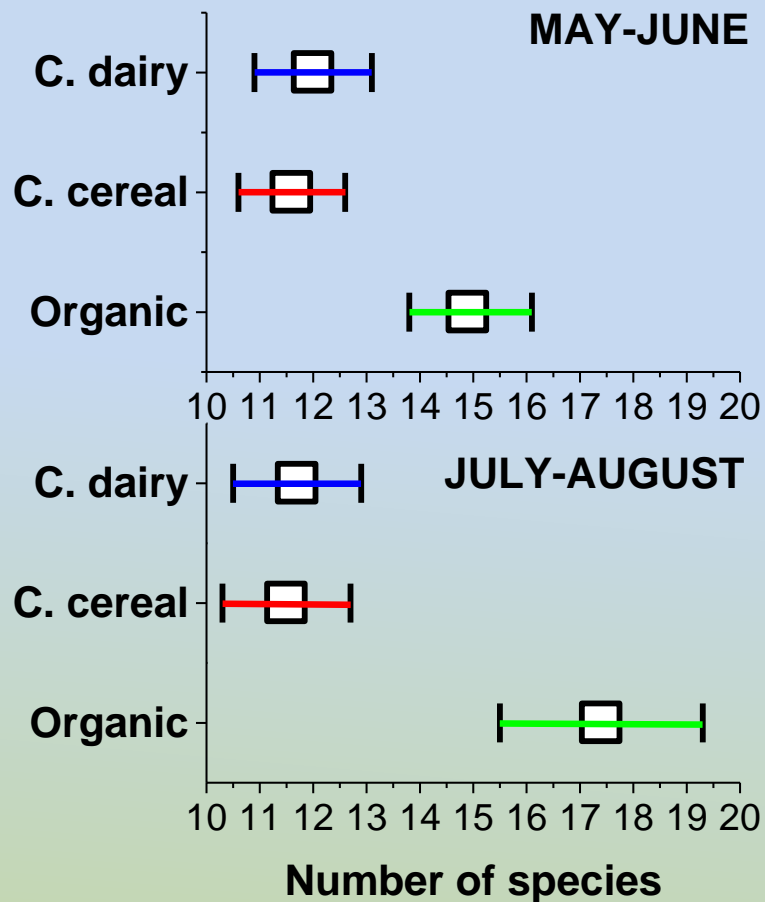 MAY-JUNE
C. dairy
C. cereal
Organic
10 11 12 13 14 15 16 17 18 19 20
JULY-AUGUST
C. dairy
C. cereal
Organic
10 11 12 13 14 15 16 17 18 19 20
Number of species